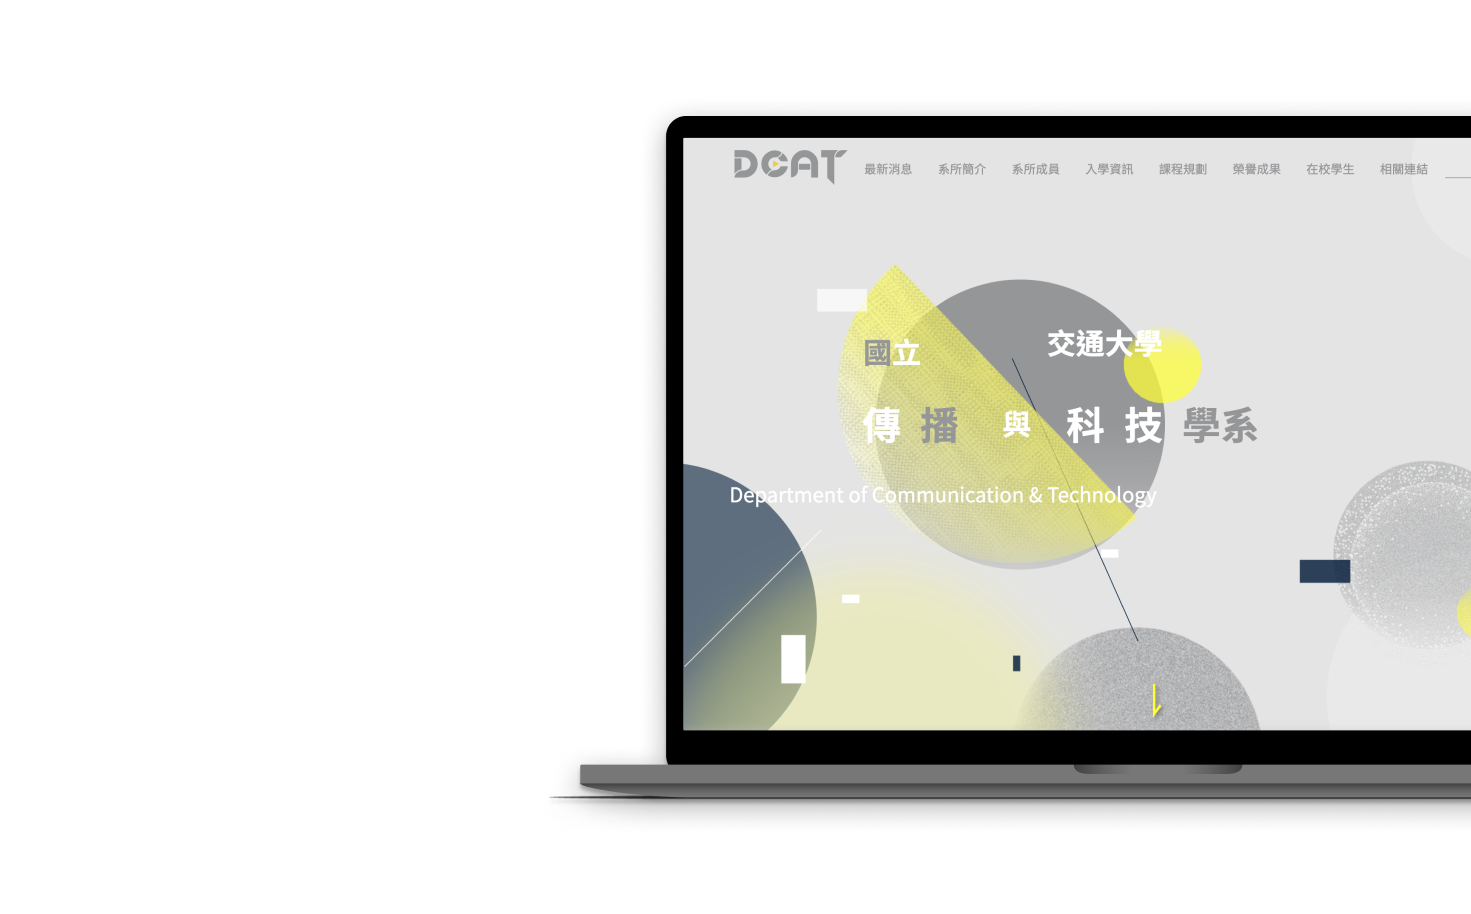 DCAT 最新消息 系所簡介 系所成員 入學資訊 課程規劃 榮譽成果 在校學生 相關連結
國立 交通大學
傳播 與 科技 學系
Department of Communication & Technology